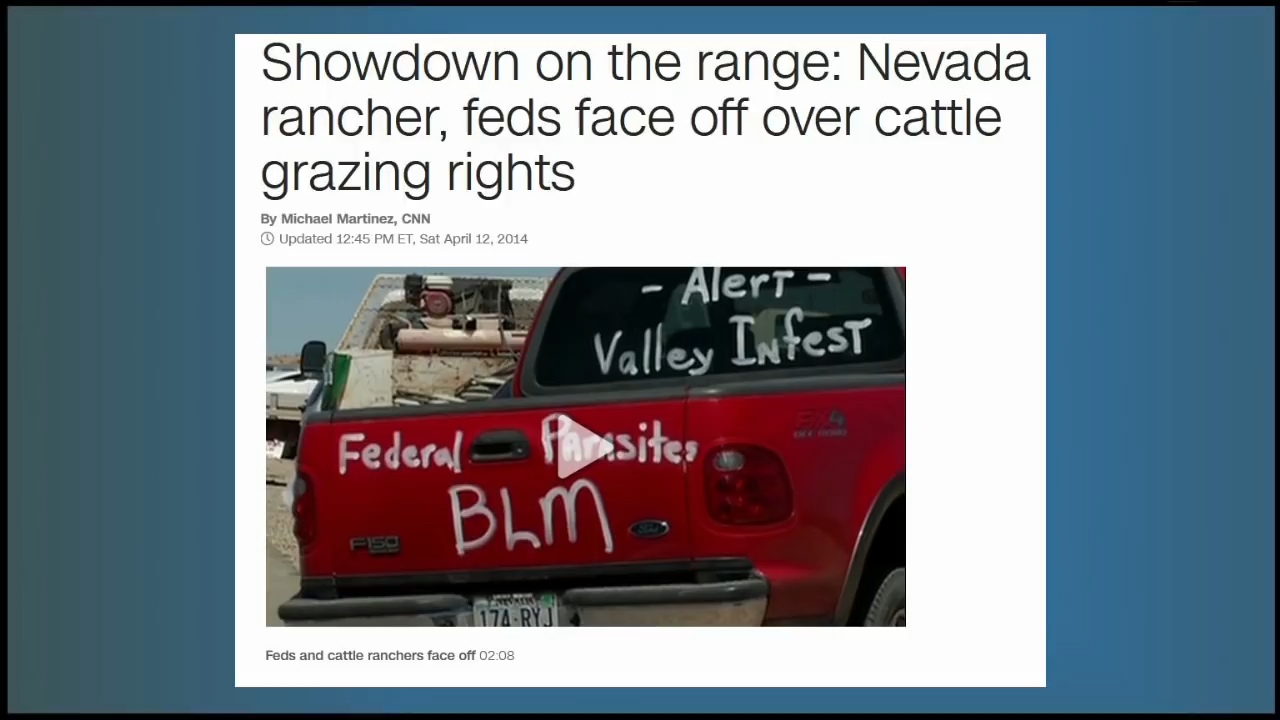 Showdown on the range: Nevada
rancher, feds face off over cattle
grazing rights
By Michael Martinez, CNN
Updated 12:45 PM ET, Sat April 12, 2014
- Alert -
Valley Infest
Federal Parasites
BLM
F150
Ford
NEVADA
174·RYJ
Feds and cattle ranchers face off 02:08